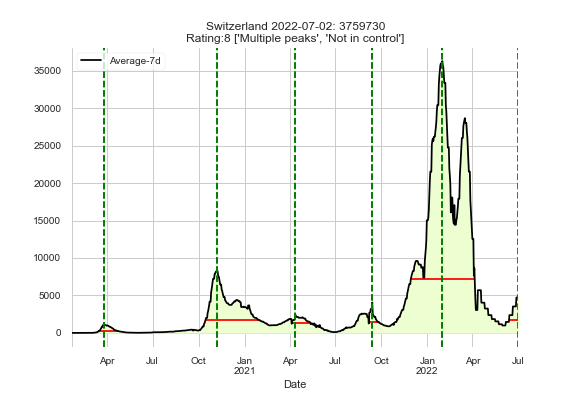 Switzerland 2022-07-02: 3759730
Rating:8 ['Multiple peaks', 'Not in control']
Average-7d
35000
30000
25000
20000
15000
10000
5000
0
Apr Jul Oct Jan Apr Jul Oct Jan Apr Jul
2021 2022
Date